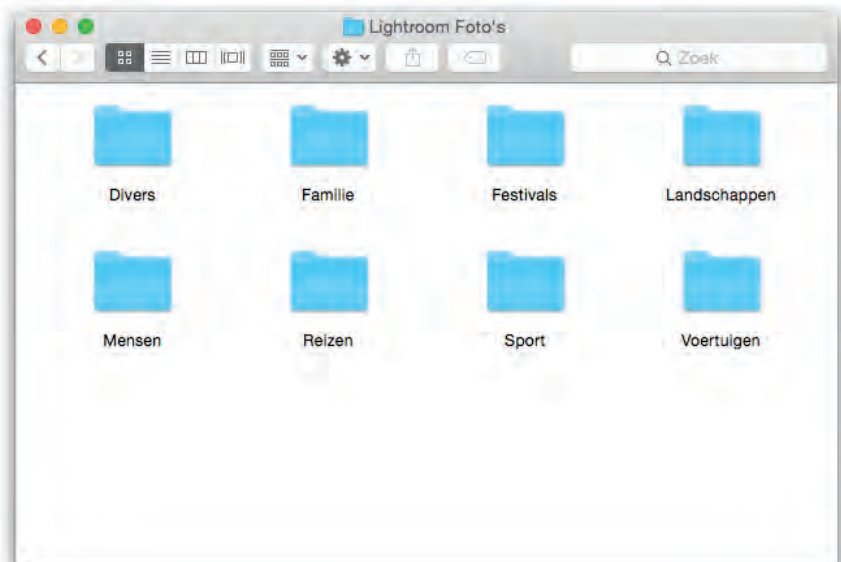 Lightroom Foto's
Zoek
Divers Familie Festivals Landschappen
Mensen Reizen Sport Voertuigen